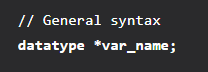 // General syntax
datatype *var_name;